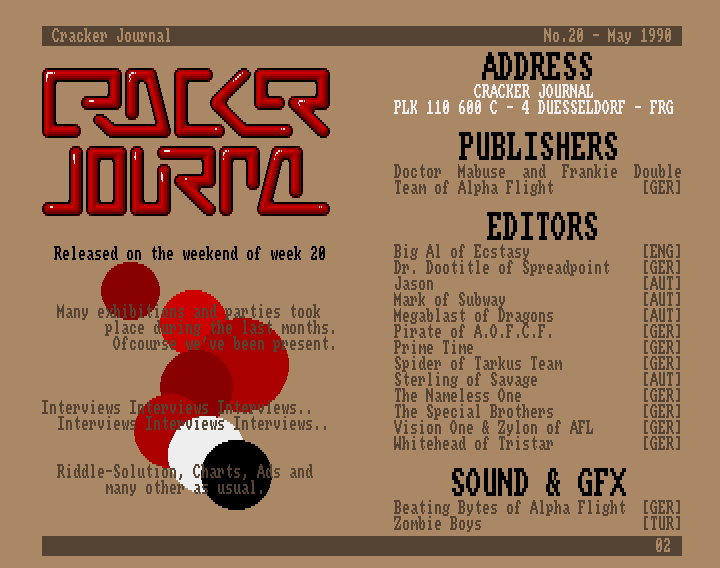 Cracker Journal
No.20 - May 1990
CRACKER
JOURNAL
Released on the weekend of week 20
Many exhibitions and parties took
place during the last months.
Ofcourse we've been present.
Interviews Interviews Interviews..
Interviews Interviews Interviews..
Riddle-Solution, Charts, Ads and
many other as usual.
ADDRESS
CRACKER JOURNAL
PLK 110 600 C - 4 DUESSELDORF - FRG
PUBLISHERS
Doctor Mabuse and Frankie Double
Team of Alpha Flight [GER]
EDITORS
Big Al of Ecstasy [ENG]
Dr. Dootitle of Spreadpoint [GER]
Jason [AUT]
Mark of Subway [AUT]
Megablast of Dragons [AUT]
Pirate of A.O.F.C.F. [GER]
Prime Time [GER]
Spider of Tarkus Team [GER]
Sterling of Savage [AUT]
The Nameless One [GER]
The Special Brothers [GER]
Vision One & Zylon of AFL [GER]
Whitehead of Tristar [GER]
SOUND & GFX
Beating Bytes of Alpha Flight [GER]
Zombie Boys [TUR]
02